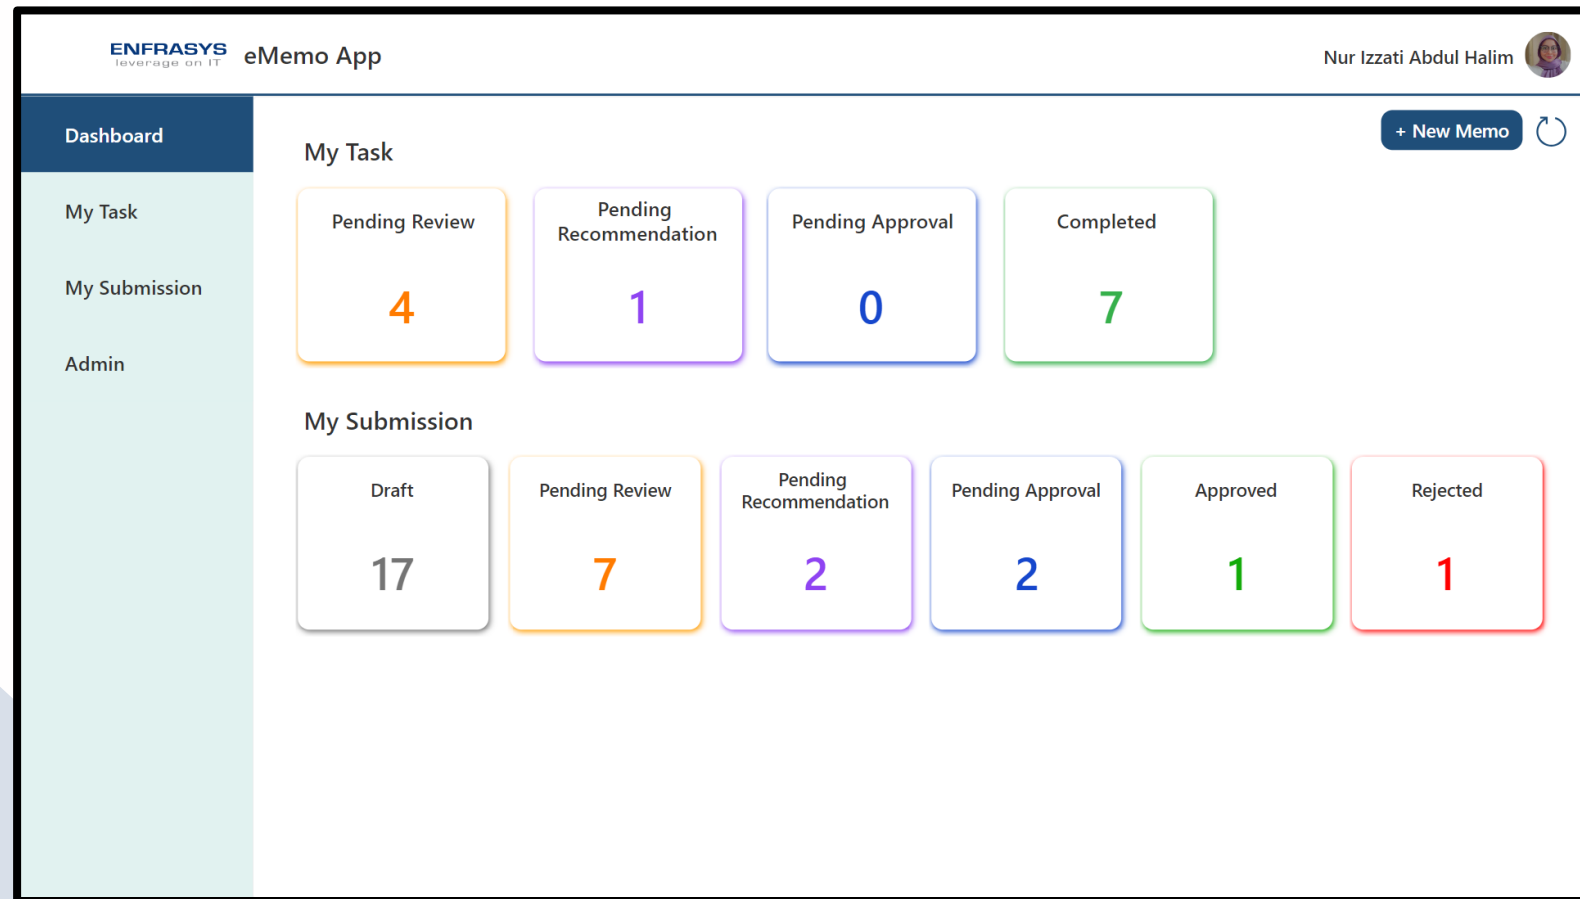 ENFRASYS
leverage on IT
eMemo App
Nur Izzati Abdul Halim
Dashboard
My Task
My Submission
Admin
+ New Memo
My Task
Pending Review
4
Pending
Recommendation
1
Pending Approval
0
Completed
7
My Submission
Draft
17
Pending Review
7
Pending
Recommendation
2
Pending Approval
2
Approved
1
Rejected
1